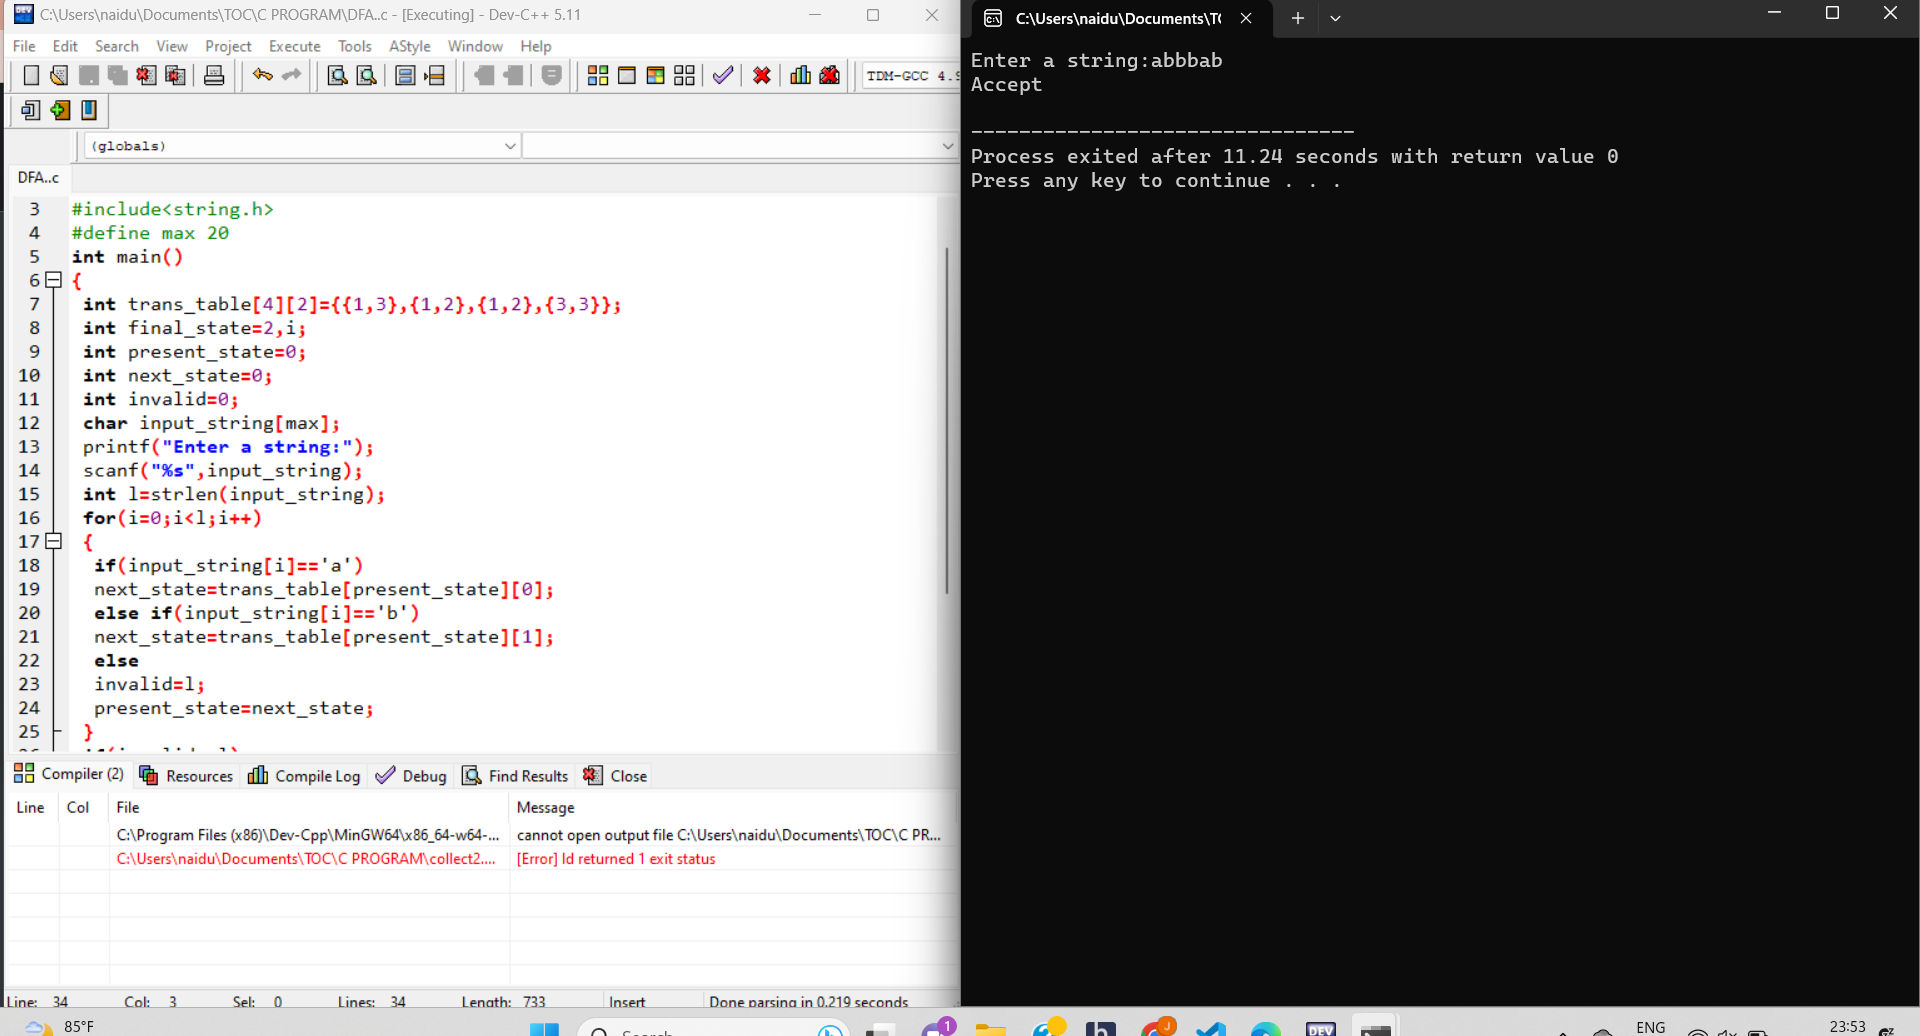 C:\Users\naidu\Documents\TOC\C PROGRAM\DFA..c - [Executing] - Dev-C++ 5.11
File Edit Search View Project Execute Tools AStyle Window Help
TDM-GCC 4.9
(globals)
DFA..c
3 #include<string.h>
4 #define max 20
5 int main()
6 {
7 int trans_table[4][2]={{1,3},{1,2},{1,2},{3,3}};
8 int final_state=2,i;
9 int present_state=0;
10 int next_state=0;
11 int invalid=0;
12 char input_string[max];
13 printf("Enter a string:");
14 scanf("%s",input_string);
15 int l=strlen(input_string);
16 for(i=0;i<l;i++)
17 {
18 if(input_string[i]=='a')
19 next_state=trans_table[present_state][0];
20 else if(input_string[i]=='b')
21 next_state=trans_table[present_state][1];
22 else
23 invalid=l;
24 present_state=next_state;
25 }
Compiler (2) Resources Compile Log Debug Find Results Close
Line Col File Message
C:\Program Files (x86)\Dev-Cpp\MinGW64\x86_64-w64-... cannot open output file C:\Users\naidu\Documents\TOC\C PR...
C:\Users\naidu\Documents\TOC\C PROGRAM\collect2.... [Error] ld returned 1 exit status
Line: 34 Col: 3 Sel: 0 Lines: 34 Length: 733 Insert Done parsing in 0.219 seconds
C:\Users\naidu\Documents\TO
Enter a string:abbbab
Accept
--------------------------------
Process exited after 11.24 seconds with return value 0
Press any key to continue . . .
85°F
Search
1
J
DEV
ENG
23:53